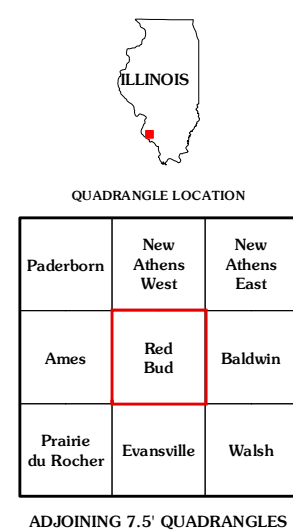 ILLINOIS
QUADRANGLE LOCATION
Paderborn
New
Athens
West
New
Athens
East
Ames
Red
Bud
Baldwin
Prairie
du Rocher
Evansville
Walsh
ADJOINING 7.5' QUADRANGLES